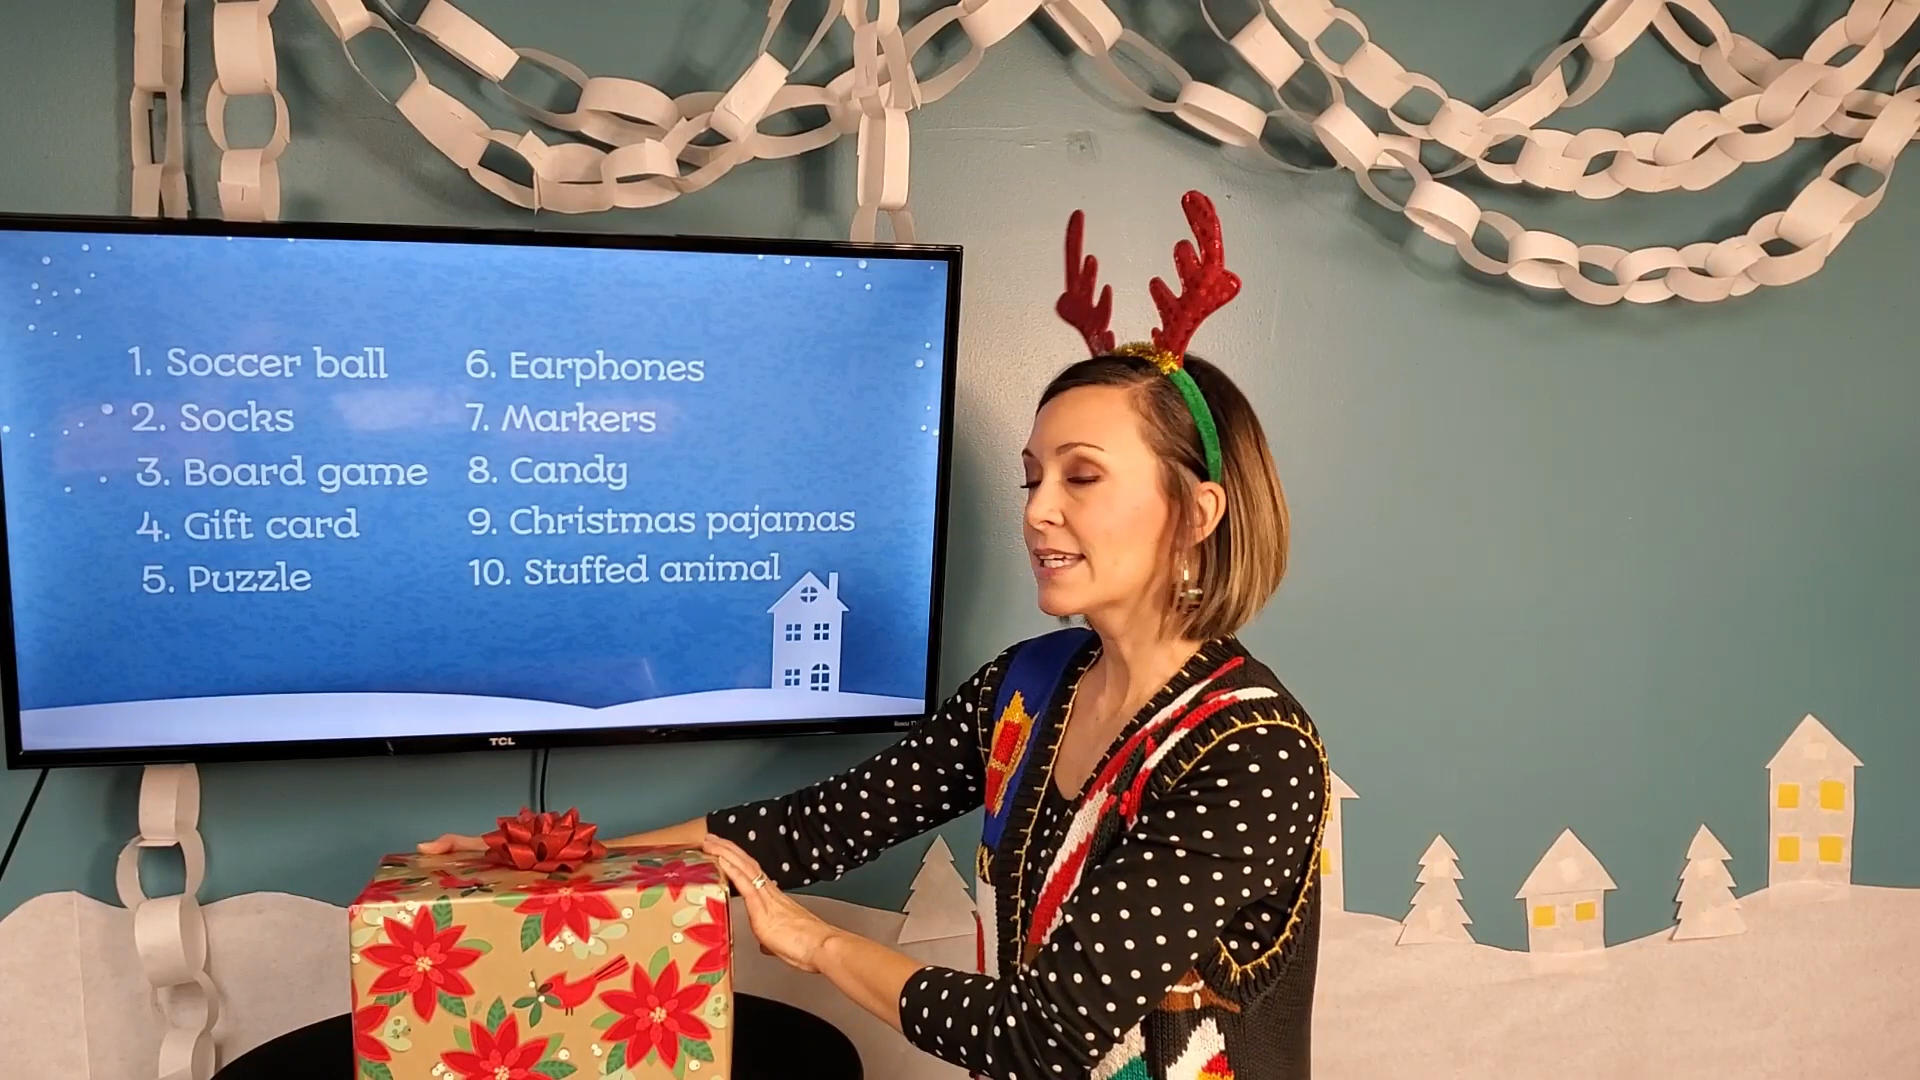 1. Soccer ball
2. Socks
3. Board game
4. Gift card
5. Puzzle
6. Earphones
7. Markers
8. Candy
9. Christmas pajamas
10. Stuffed animal
TCL